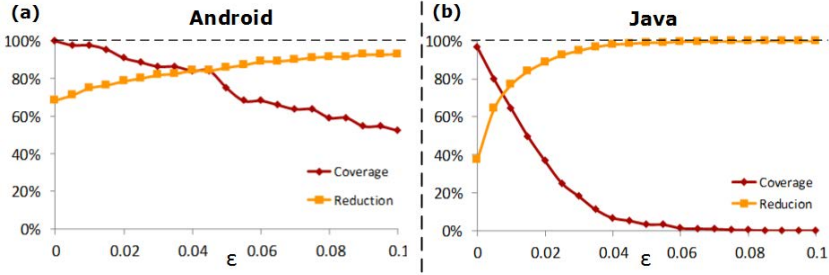 (a) Android
100%
80%
60%
40%
20%
0%
Coverage
Reduction
0 0.02 0.04 0.06 0.08 0.1
ε
(b) Java
100%
80%
60%
40%
20%
0%
Coverage
Reducion
0 0.02 0.04 0.06 0.08 0.1
ε